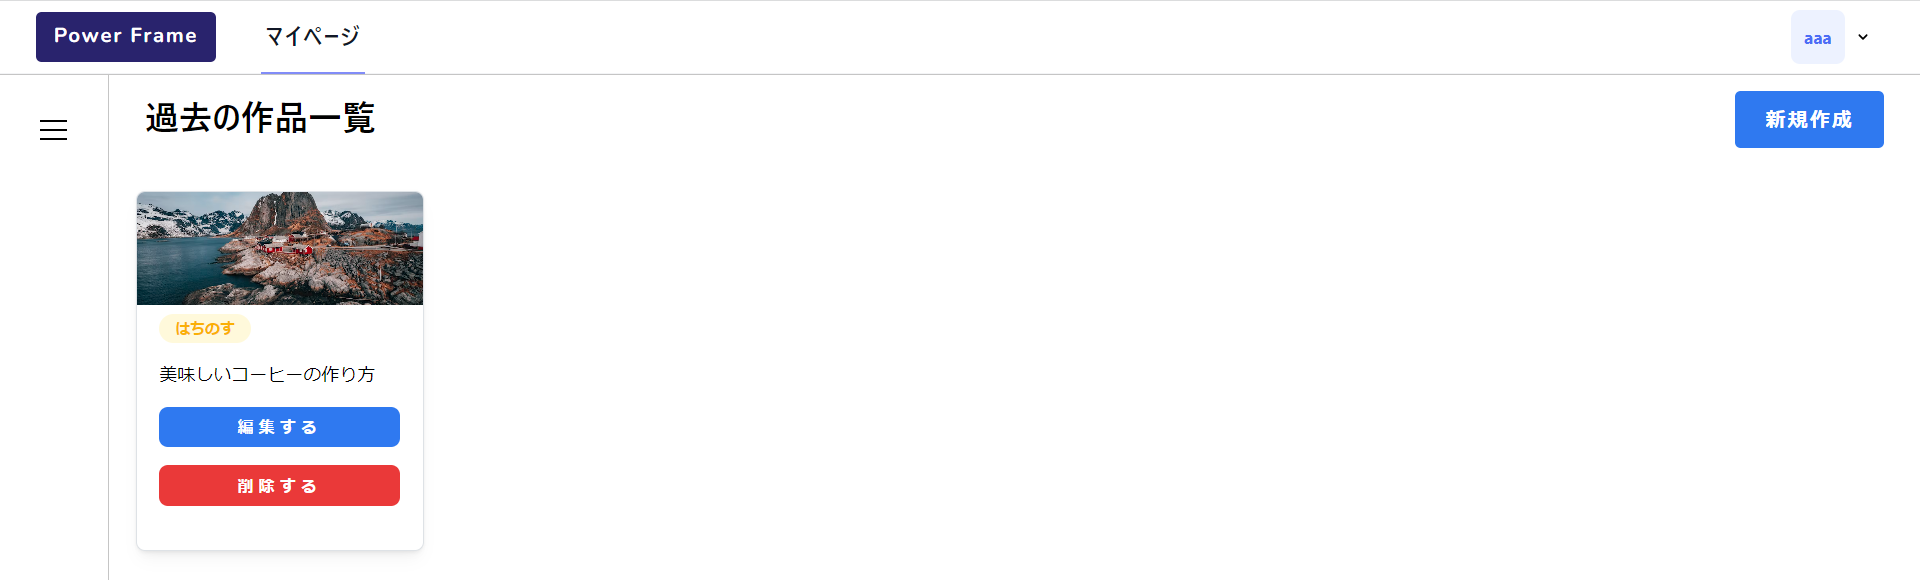 Power Frame
マイページ
aaa
過去の作品一覧
新規作成
はちのす
美味しいコーヒーの作り方
編集する
削除する